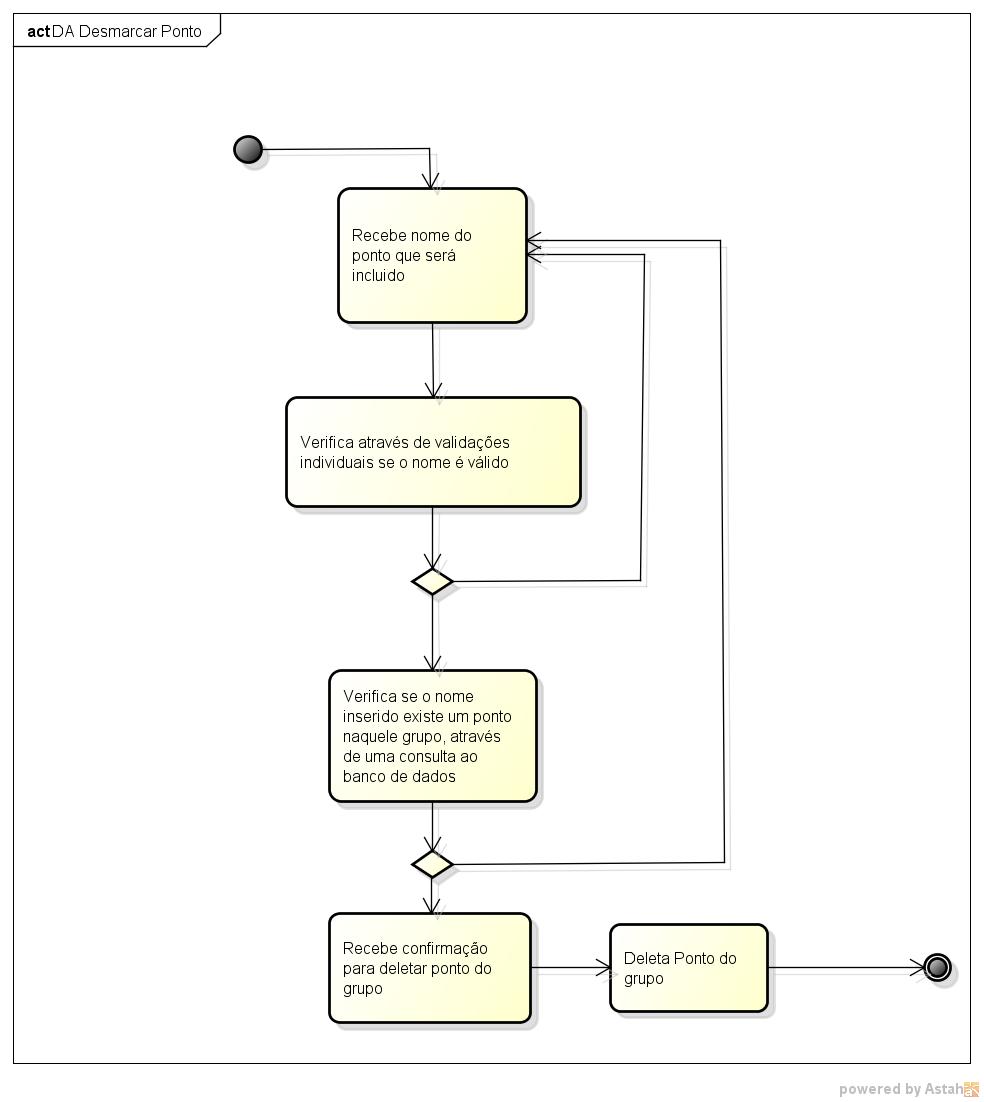 act DA Desmarcar Ponto
Recebe nome do
ponto que será
incluido
Verifica através de validações
individuais se o nome é válido
Verifica se o nome
inserido existe um ponto
naquele grupo, através
de uma consulta ao
banco de dados
Recebe confirmação
para deletar ponto do
grupo
Deleta Ponto do
grupo
powered by Astah